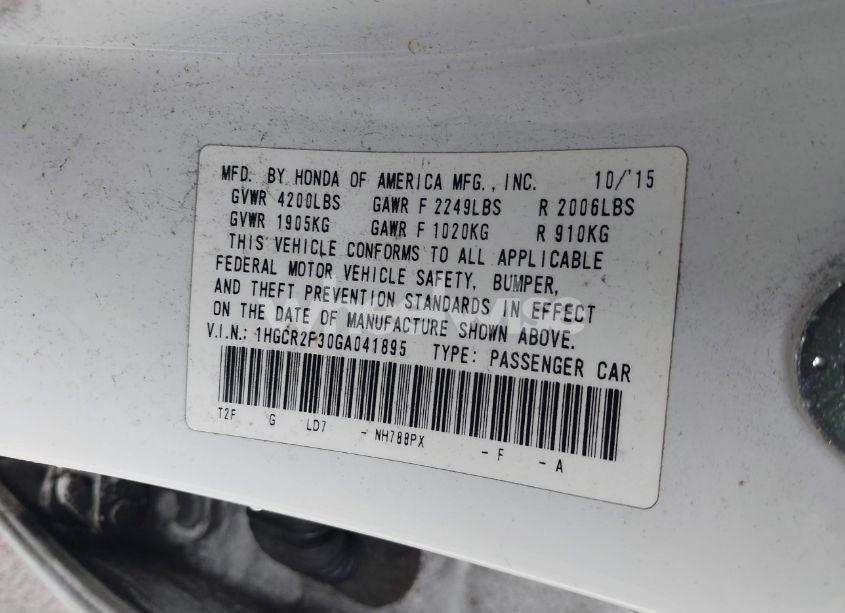 MFD. BY HONDA OF AMERICA MFG., INC. 10/'15
GVWR 4200LBS GAWR F 2249LBS R 2006LBS
GVWR 1905KG GAWR F 1020KG R 910KG
THIS VEHICLE CONFORMS TO ALL APPLICABLE
FEDERAL MOTOR VEHICLE SAFETY, BUMPER,
AND THEFT PREVENTION STANDARDS IN EFFECT
ON THE DATE OF MANUFACTURE SHOWN ABOVE.
V.I.N.: 1HGCR2F30GA041895 TYPE: PASSENGER CAR
T2F G LD7 - NH788PX - F - A